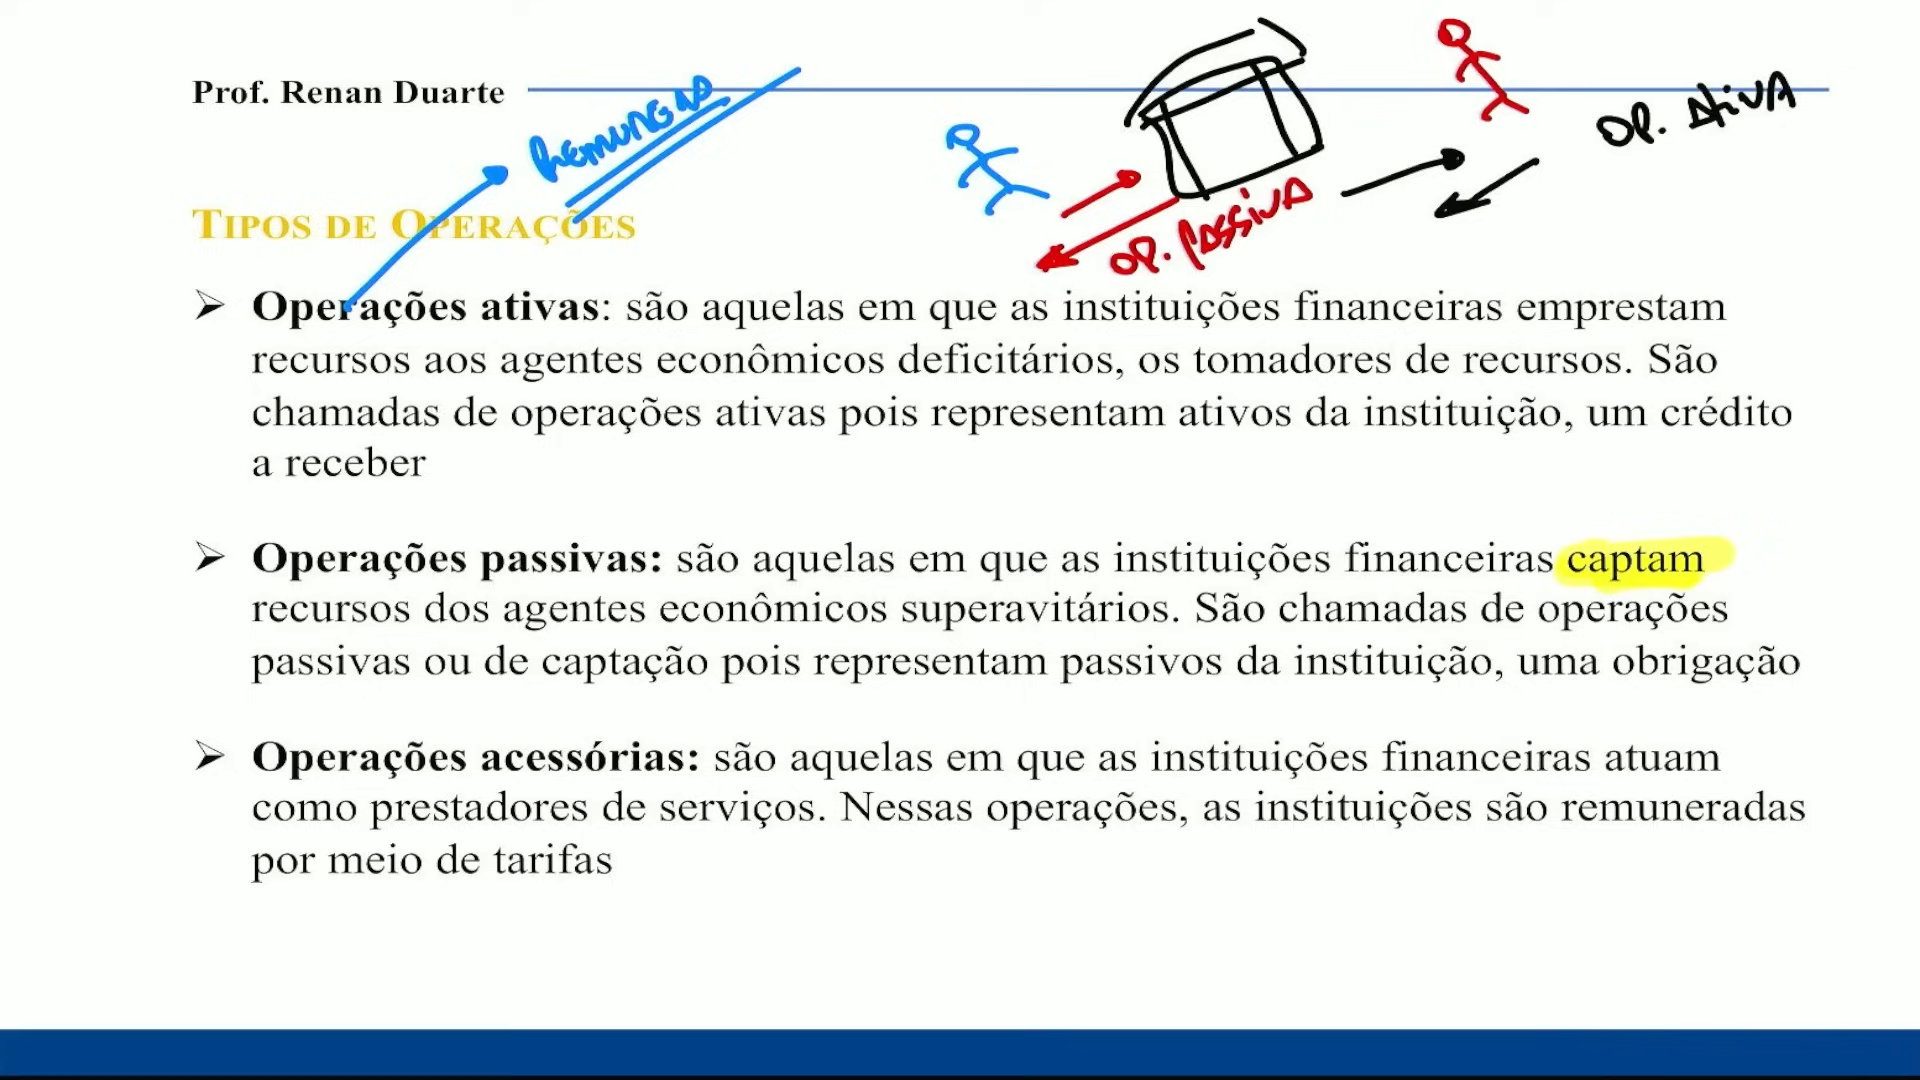 Prof. Renan Duarte
OP. AtiVA
OP. PASSIVA
TIPOS DE OPERAÇÕES
➢ Operações ativas: são aquelas em que as instituições financeiras emprestam
recursos aos agentes econômicos deficitários, os tomadores de recursos. São
chamadas de operações ativas pois representam ativos da instituição, um crédito
a receber
➢ Operações passivas: são aquelas em que as instituições financeiras captam
recursos dos agentes econômicos superavitários. São chamadas de operações
passivas ou de captação pois representam passivos da instituição, uma obrigação
➢ Operações acessórias: são aquelas em que as instituições financeiras atuam
como prestadores de serviços. Nessas operações, as instituições são remuneradas
por meio de tarifas